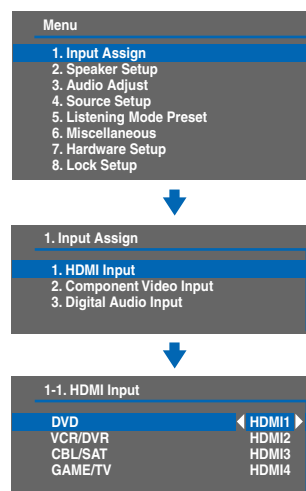 Menu
1. Input Assign
2. Speaker Setup
3. Audio Adjust
4. Source Setup
5. Listening Mode Preset
6. Miscellaneous
7. Hardware Setup
8. Lock Setup
1. Input Assign
1. HDMI Input
2. Component Video Input
3. Digital Audio Input
1-1. HDMI Input
DVD HDMI1
VCR/DVR HDMI2
CBL/SAT HDMI3
GAME/TV HDMI4